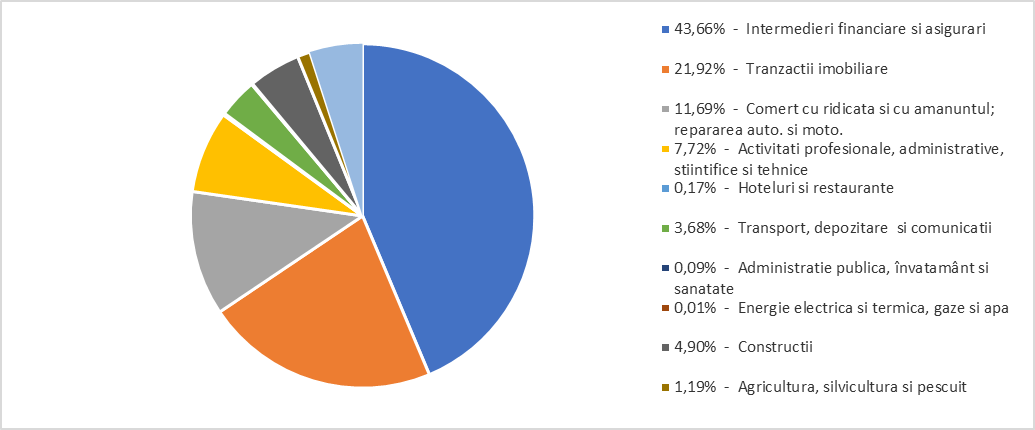 43,66%  -  Intermedieri financiare si asigurari
21,92%  -  Tranzactii imobiliare
11,69%  -  Comert cu ridicata si cu amanuntul;
repararea auto. si moto.
7,72%  -  Activitati profesionale, administrative,
stiintifice si tehnice
0,17%  -  Hoteluri si restaurante
3,68%  -  Transport, depozitare  si comunicatii
0,09%  -  Administratie publica, învatamânt si
sanatate
0,01%  -  Energie electrica si termica, gaze si apa
4,90%  -  Constructii
1,19%  -  Agricultura, silvicultura si pescuit